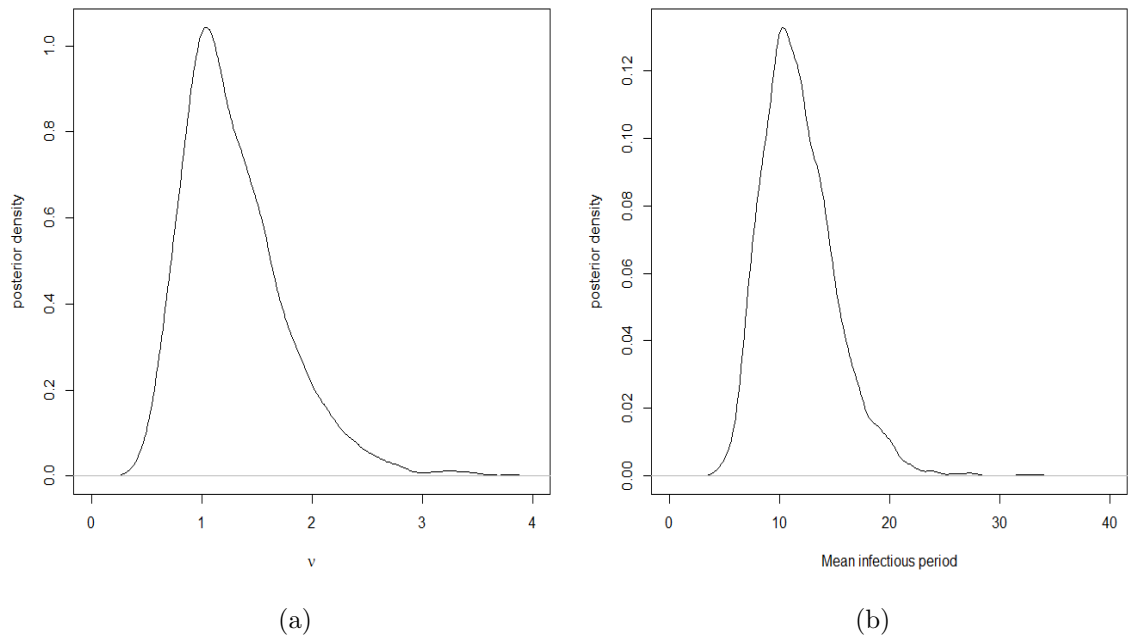 posterior density
1.0
0.8
0.6
0.4
0.2
0.0
0 1 2 3 4
ν
(a)
posterior density
0.12
0.10
0.08
0.06
0.04
0.02
0.00
0 10 20 30 40
Mean infectious period
(b)